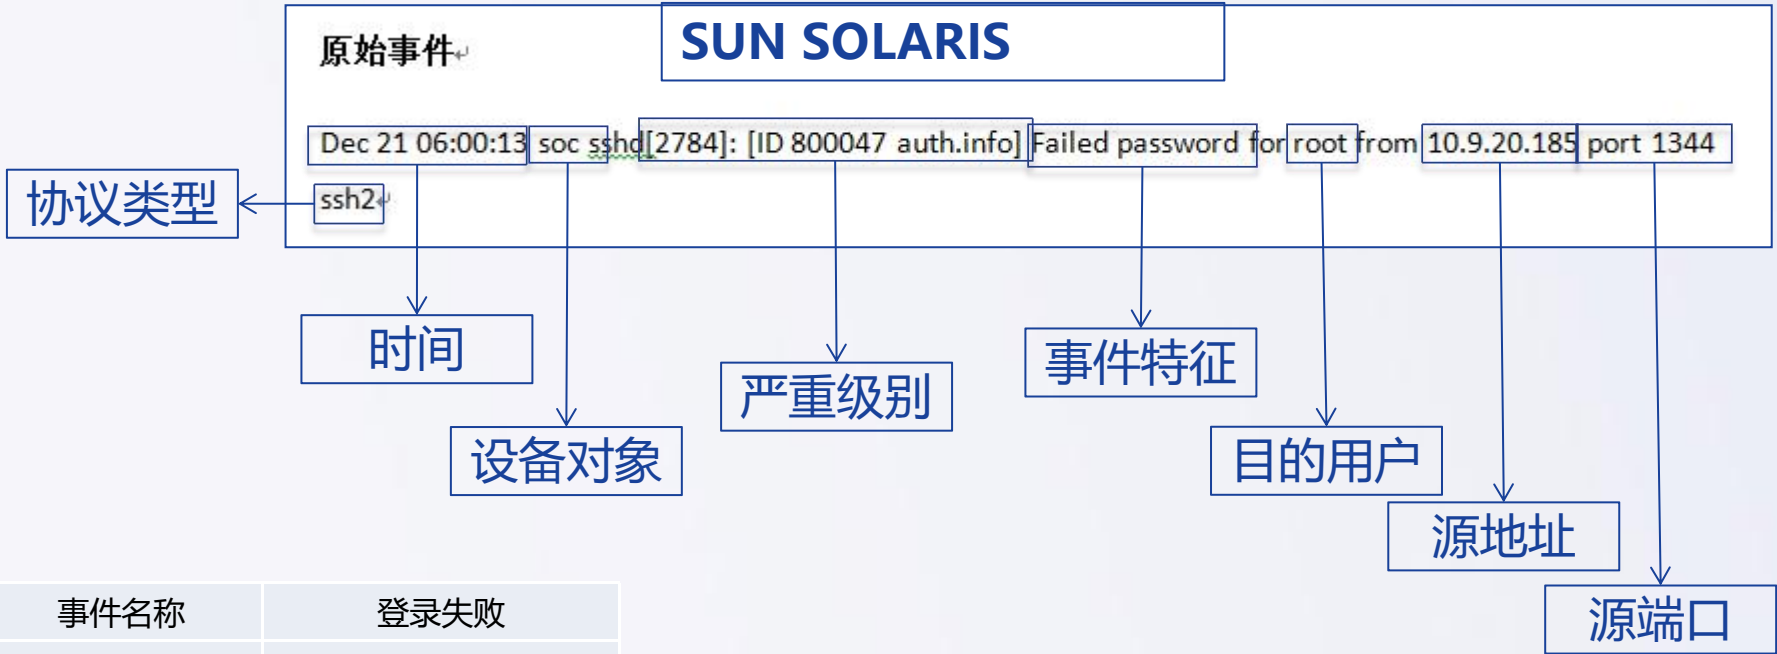 原始事件
SUN SOLARIS
Dec 21 06:00:13 soc sshd[2784]: [ID 800047 auth.info] Failed password for root from 10.9.20.185 port 1344
ssh2
协议类型
时间
严重级别
事件特征
设备对象
目的用户
源地址
源端口
事件名称 登录失败